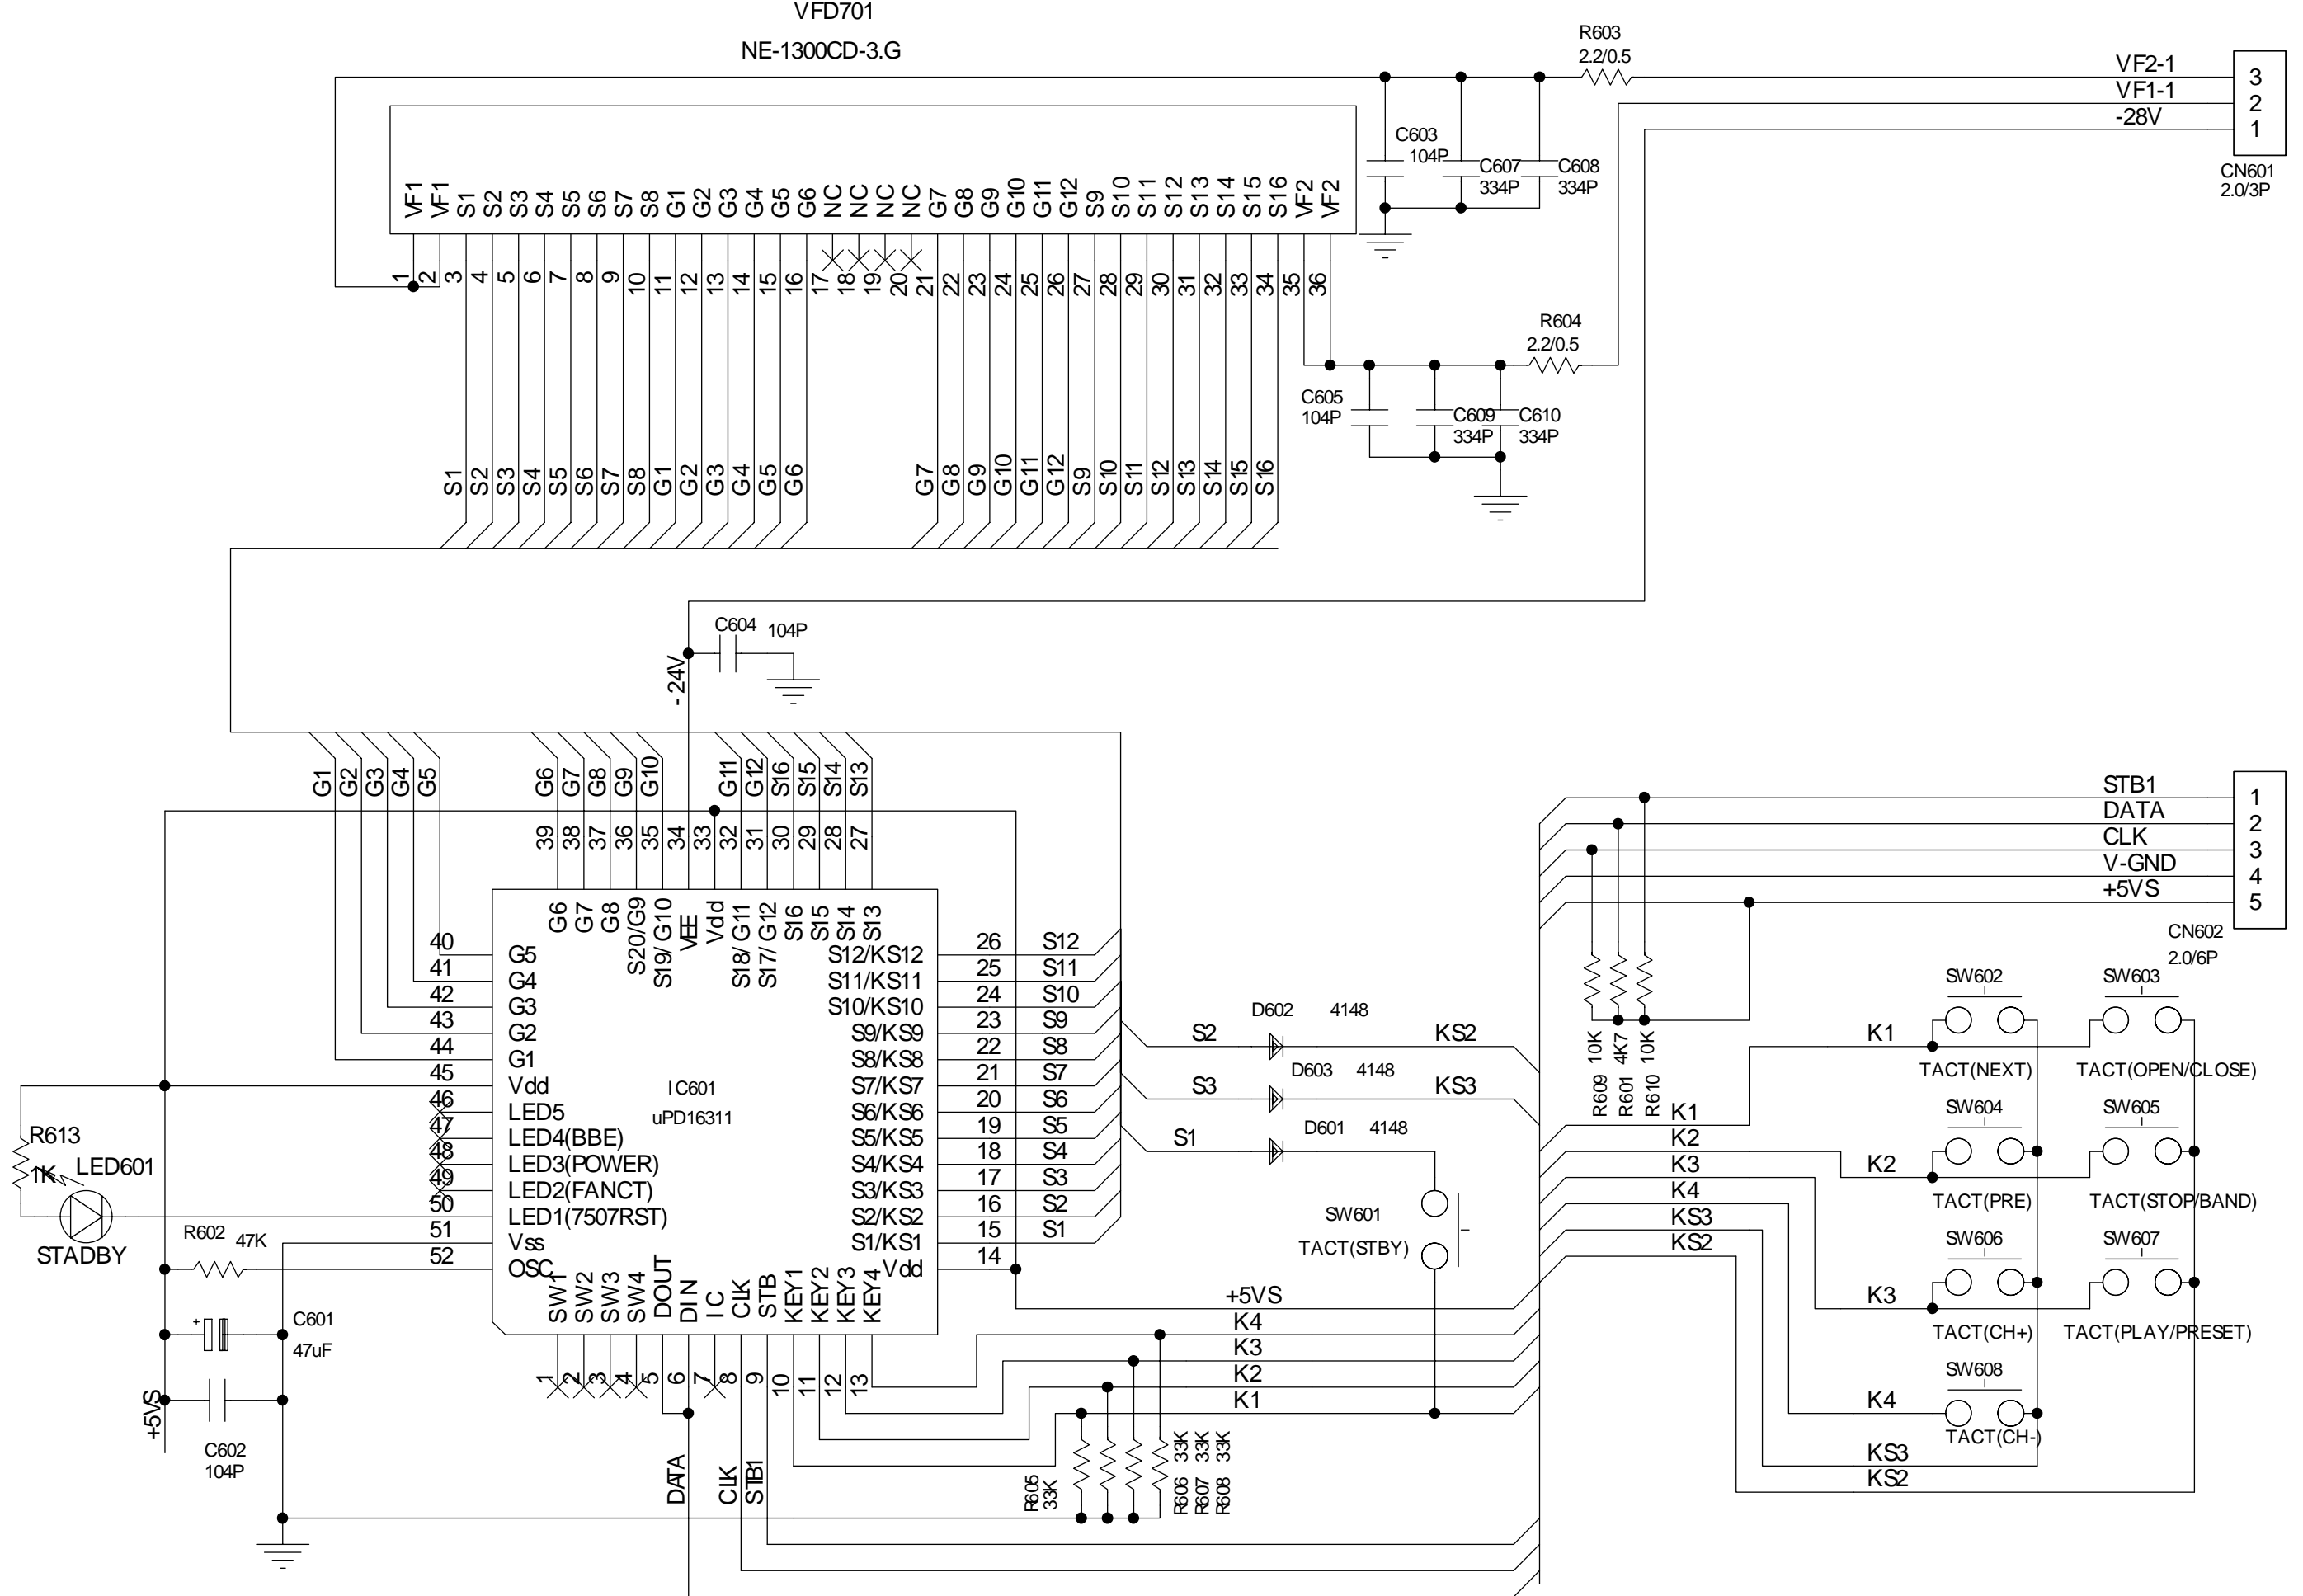 VFD701
NE-1300CD-3.G
R603
2.2/0.5
VF2-1
3
VF1-1
2
-28V
1
CN601
2.0/3P
C603
104P
C607
334P
C608
334P
VF1 VF1 S1 S2 S3 S4 S5 S6 S7 S8 G1 G2 G3 G4 G5 G6 NC NC NC NC G7 G8 G9 G10 G11 G12 S9 S10 S11 S12 S13 S14 S15 S16 VF2 VF2
1 2 3 4 5 6 7 8 9 10 11 12 13 14 15 16 17 18 19 20 21 22 23 24 25 26 27 28 29 30 31 32 33 34 35 36
R604
2.2/0.5
C605
104P
C609
334P
C610
334P
S1 S2 S3 S4 S5 S6 S7 S8 G1 G2 G3 G4 G5 G6 G7 G8 G9 G10 G11 G12 S9 S10 S11 S12 S13 S14 S15 S16
C604 104P
- 24V
G1 G2 G3 G4 G5 G6 G7 G8 G9 G10 G11 G12 S16 S15 S14 S13
39 38 37 36 35 34 33 32 31 30 29 28 27
G6 G7 G8 S20/G9 S19/ G10 VEE Vdd S18/ G11 S17/ G12 S16 S15 S14 S13
40 G5
41 G4
42 G3
43 G2
44 G1
45 Vdd
46 LED5
47 LED4(BBE)
48 LED3(POWER)
49 LED2(FANCT)
50 LED1(7507RST)
51 Vss
52 OSC
IC601
uPD16311
S12/KS12 26 S12
S11/KS11 25 S11
S10/KS10 24 S10
S9/KS9 23 S9
S8/KS8 22 S8
S7/KS7 21 S7
S6/KS6 20 S6
S5/KS5 19 S5
S4/KS4 18 S4
S3/KS3 17 S3
S2/KS2 16 S2
S1/KS1 15 S1
Vdd 14
SW1 SW2 SW3 SW4 DOUT DIN IC CLK STB KEY1 KEY2 KEY3 KEY4
1 2 3 4 5 6 7 8 9 10 11 12 13
R613
1K
LED601
STADBY
R602 47K
C601
47uF
+5VS
C602
104P
DATA CLK STB1
R605
33K
R606 33K
R607 33K
R608 33K
+5VS
K4
K3
K2
K1
D602 4148
S2 KS2
D603 4148
S3 KS3
D601 4148
S1
SW601
TACT(STBY)
STB1 1
DATA 2
CLK 3
V-GND 4
+5VS 5
CN602
2.0/6P
R609 10K
R601 4K7
R610 10K
K1
K2
K3
K4
KS3
KS2
K1
SW602
TACT(NEXT)
SW603
TACT(OPEN/CLOSE)
K2
SW604
TACT(PRE)
SW605
TACT(STOP/BAND)
K3
SW606
TACT(CH+)
SW607
TACT(PLAY/PRESET)
K4
SW608
TACT(CH-)
KS3
KS2